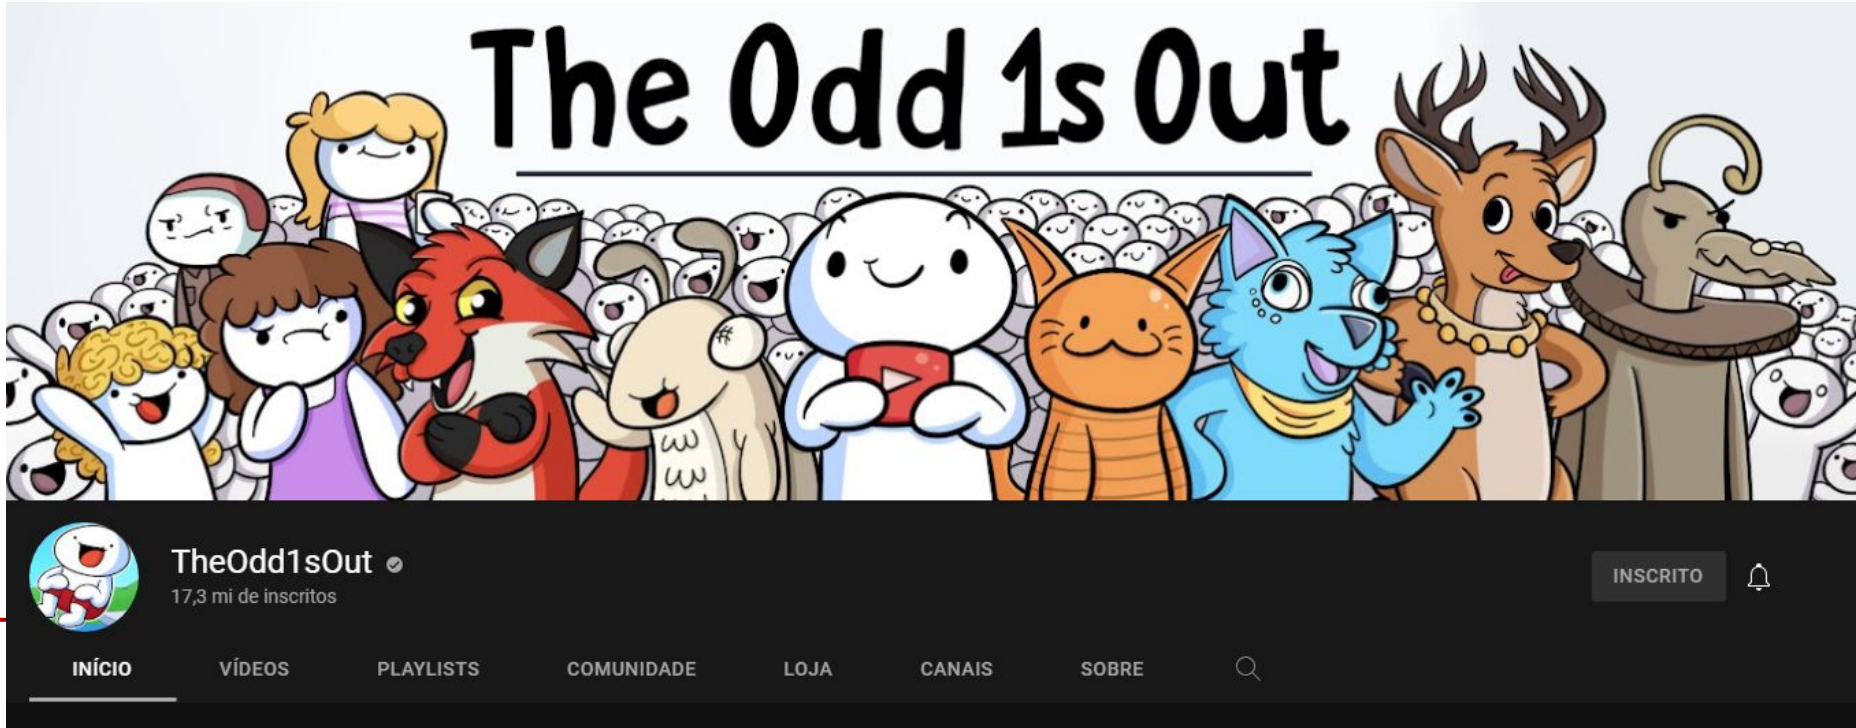 The Odd 1s Out
TheOdd1sOut
17,3 mi de inscritos
INSCRITO
INÍCIO VÍDEOS PLAYLISTS COMUNIDADE LOJA CANAIS SOBRE